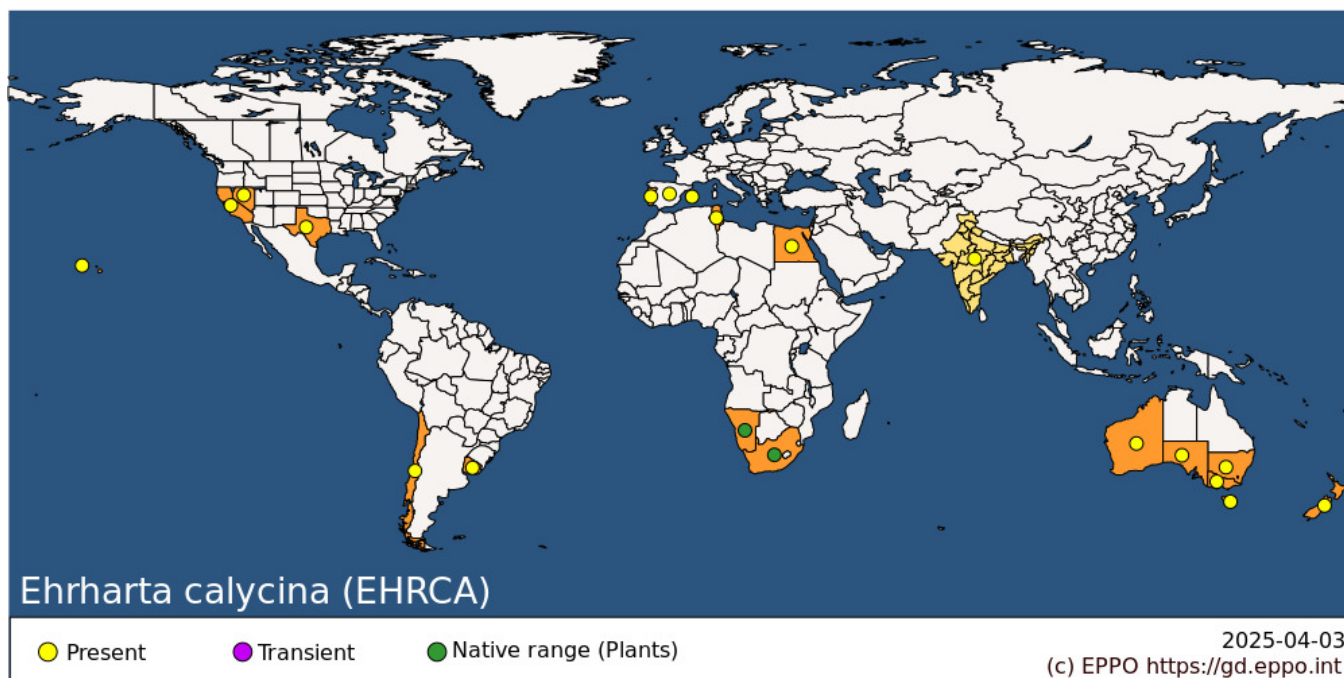 Ehrharta calycina (EHRCA)
Present
Transient
Native range (Plants)
2025-04-03
(c) EPPO https://gd.eppo.int